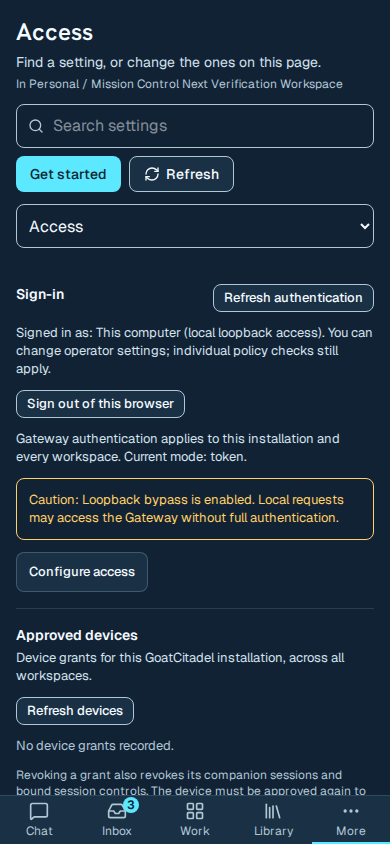 Access
Find a setting, or change the ones on this page.
In Personal / Mission Control Next Verification Workspace
Search settings
Get started
Refresh
Access
Sign-in
Refresh authentication
Signed in as: This computer (local loopback access). You can
change operator settings; individual policy checks still
apply.
Sign out of this browser
Gateway authentication applies to this installation and
every workspace. Current mode: token.
Caution: Loopback bypass is enabled. Local requests
may access the Gateway without full authentication.
Configure access
Approved devices
Device grants for this GoatCitadel installation, across all
workspaces.
Refresh devices
No device grants recorded.
Revoking a grant also revokes its companion sessions and
bound session controls. The device must be approved again to
3
Chat
Inbox
Work
Library
More